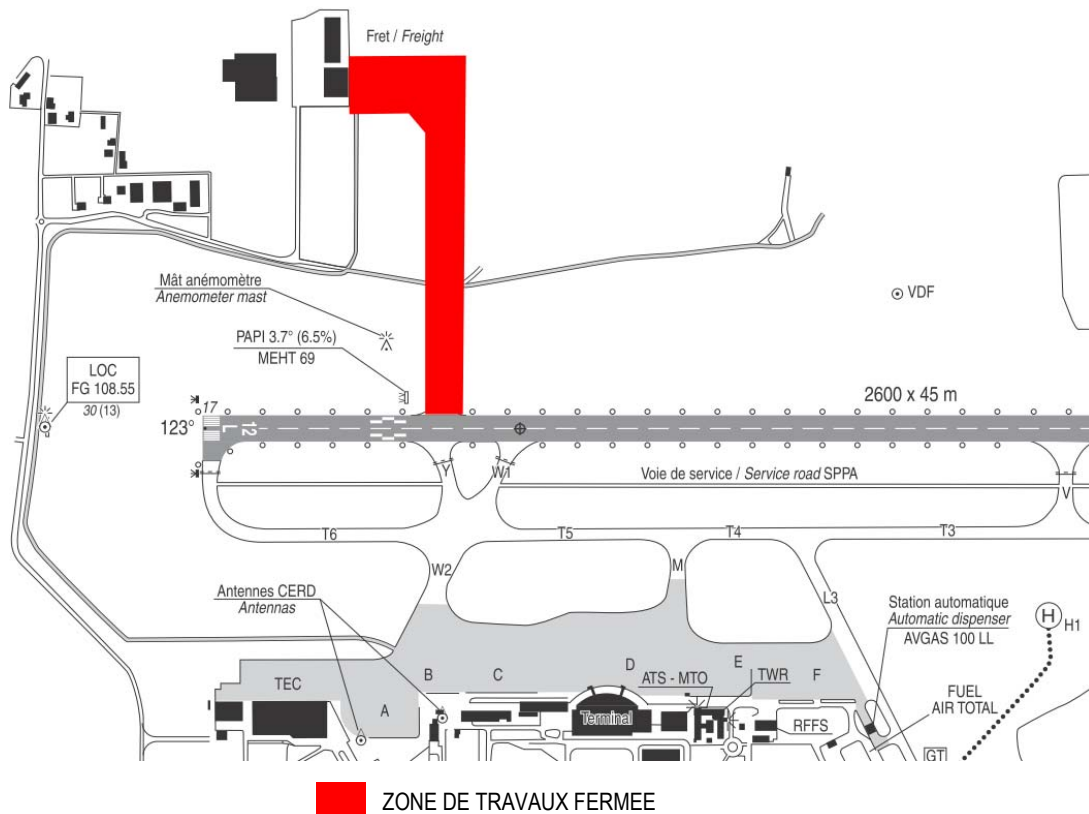 Fret / Freight
Mât anémomètre
Anemometer mast
VDF
PAPI 3.7° (6.5%)
MEHT 69
LOC
FG 108.55
30 (13)
2600 x 45 m
17
123°
L
12
Y
W1
Voie de service / Service road SPPA
V
T6
T5
T4
T3
W2
M
L3
Antennes CERD
Antennas
Station automatique
Automatic dispenser
AVGAS 100 LL
H
H1
B
C
D
E
F
TEC
A
ATS - MTO
TWR
FUEL
AIR TOTAL
Terminal
RFFS
GT
ZONE DE TRAVAUX FERMEE